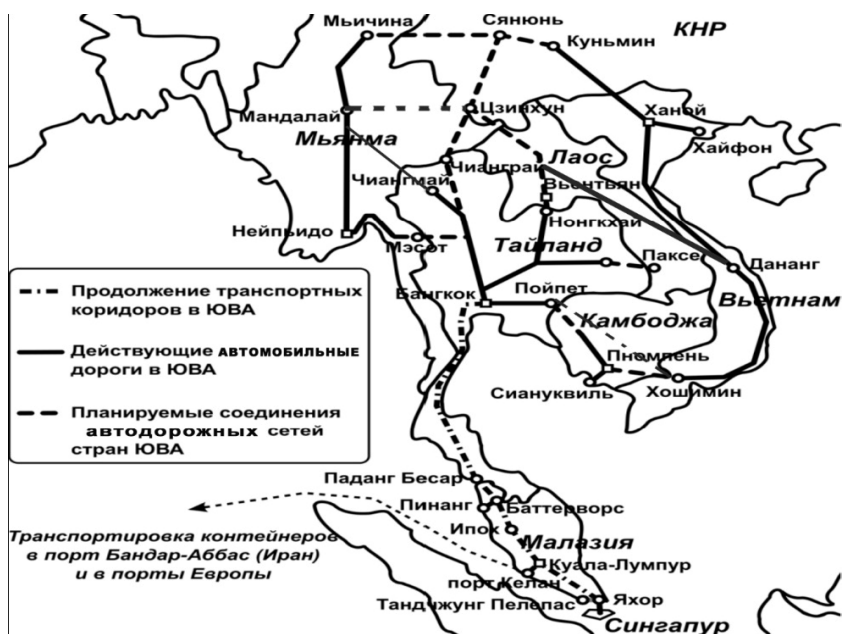 Мьичина
Сянюнь
Куньмин
КНР
Мандалай
Цзинхун
Ханой
Хайфон
Мьянма
Чианграй
Лаос
Чиангмай
Вьентьян
Нонгкхай
Нейпьидо
Мэсот
Тайланд
Паксе
Дананг
Вьетнам
Бангкок
Пойпет
Камбоджа
Пномпень
Сиануквиль
Хошимин
Продолжение транспортных
коридоров в ЮВА
Действующие автомобильные
дороги в ЮВА
Планируемые соединения
автодорожных сетей
стран ЮВА
Паданг Бесар
Пинанг
Баттерворс
Ипох
Малазия
Куала-Лумпур
порт Келан
Тандчжунг Пелепас
Яхор
Сингапур
Транспортировка контейнеров
в порт Бандар-Аббас (Иран)
и в порты Европы